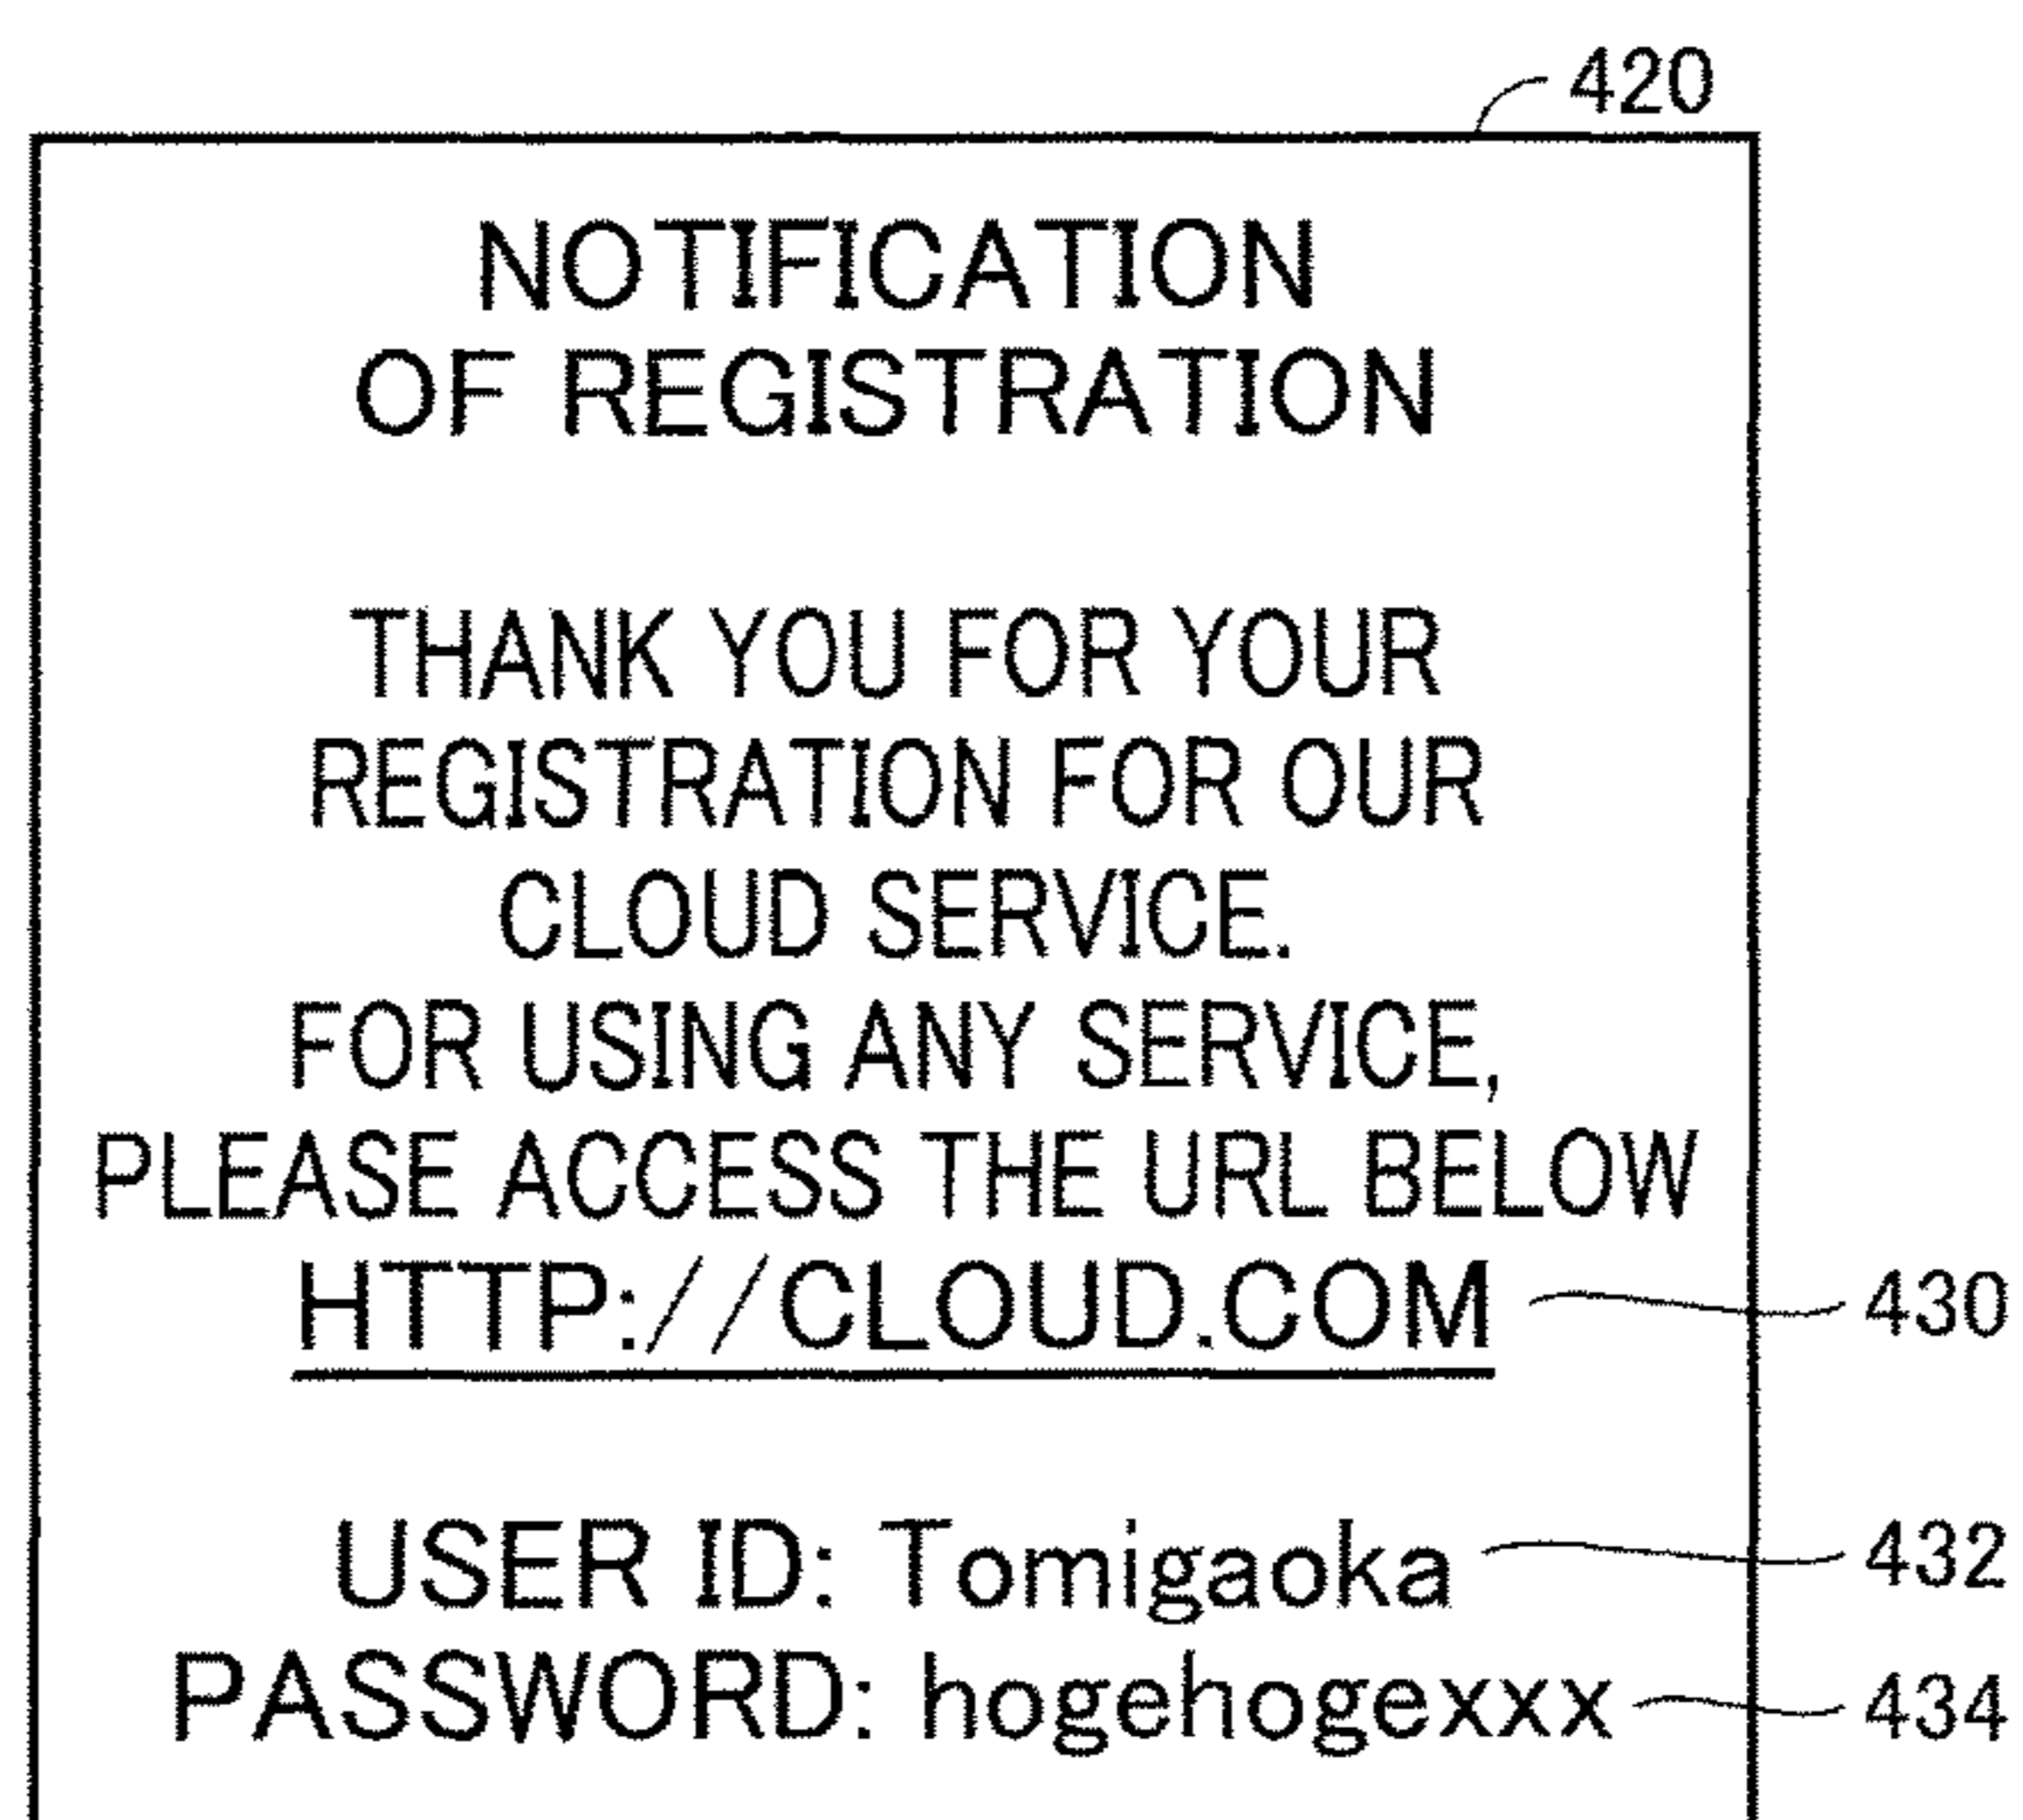 420
NOTIFICATION
OF REGISTRATION
THANK YOU FOR YOUR
REGISTRATION FOR OUR
CLOUD SERVICE.
FOR USING ANY SERVICE,
PLEASE ACCESS THE URL BELOW
HTTP://CLOUD.COM 430
USER ID: Tomigaoka 432
PASSWORD: hogehogexxx 434